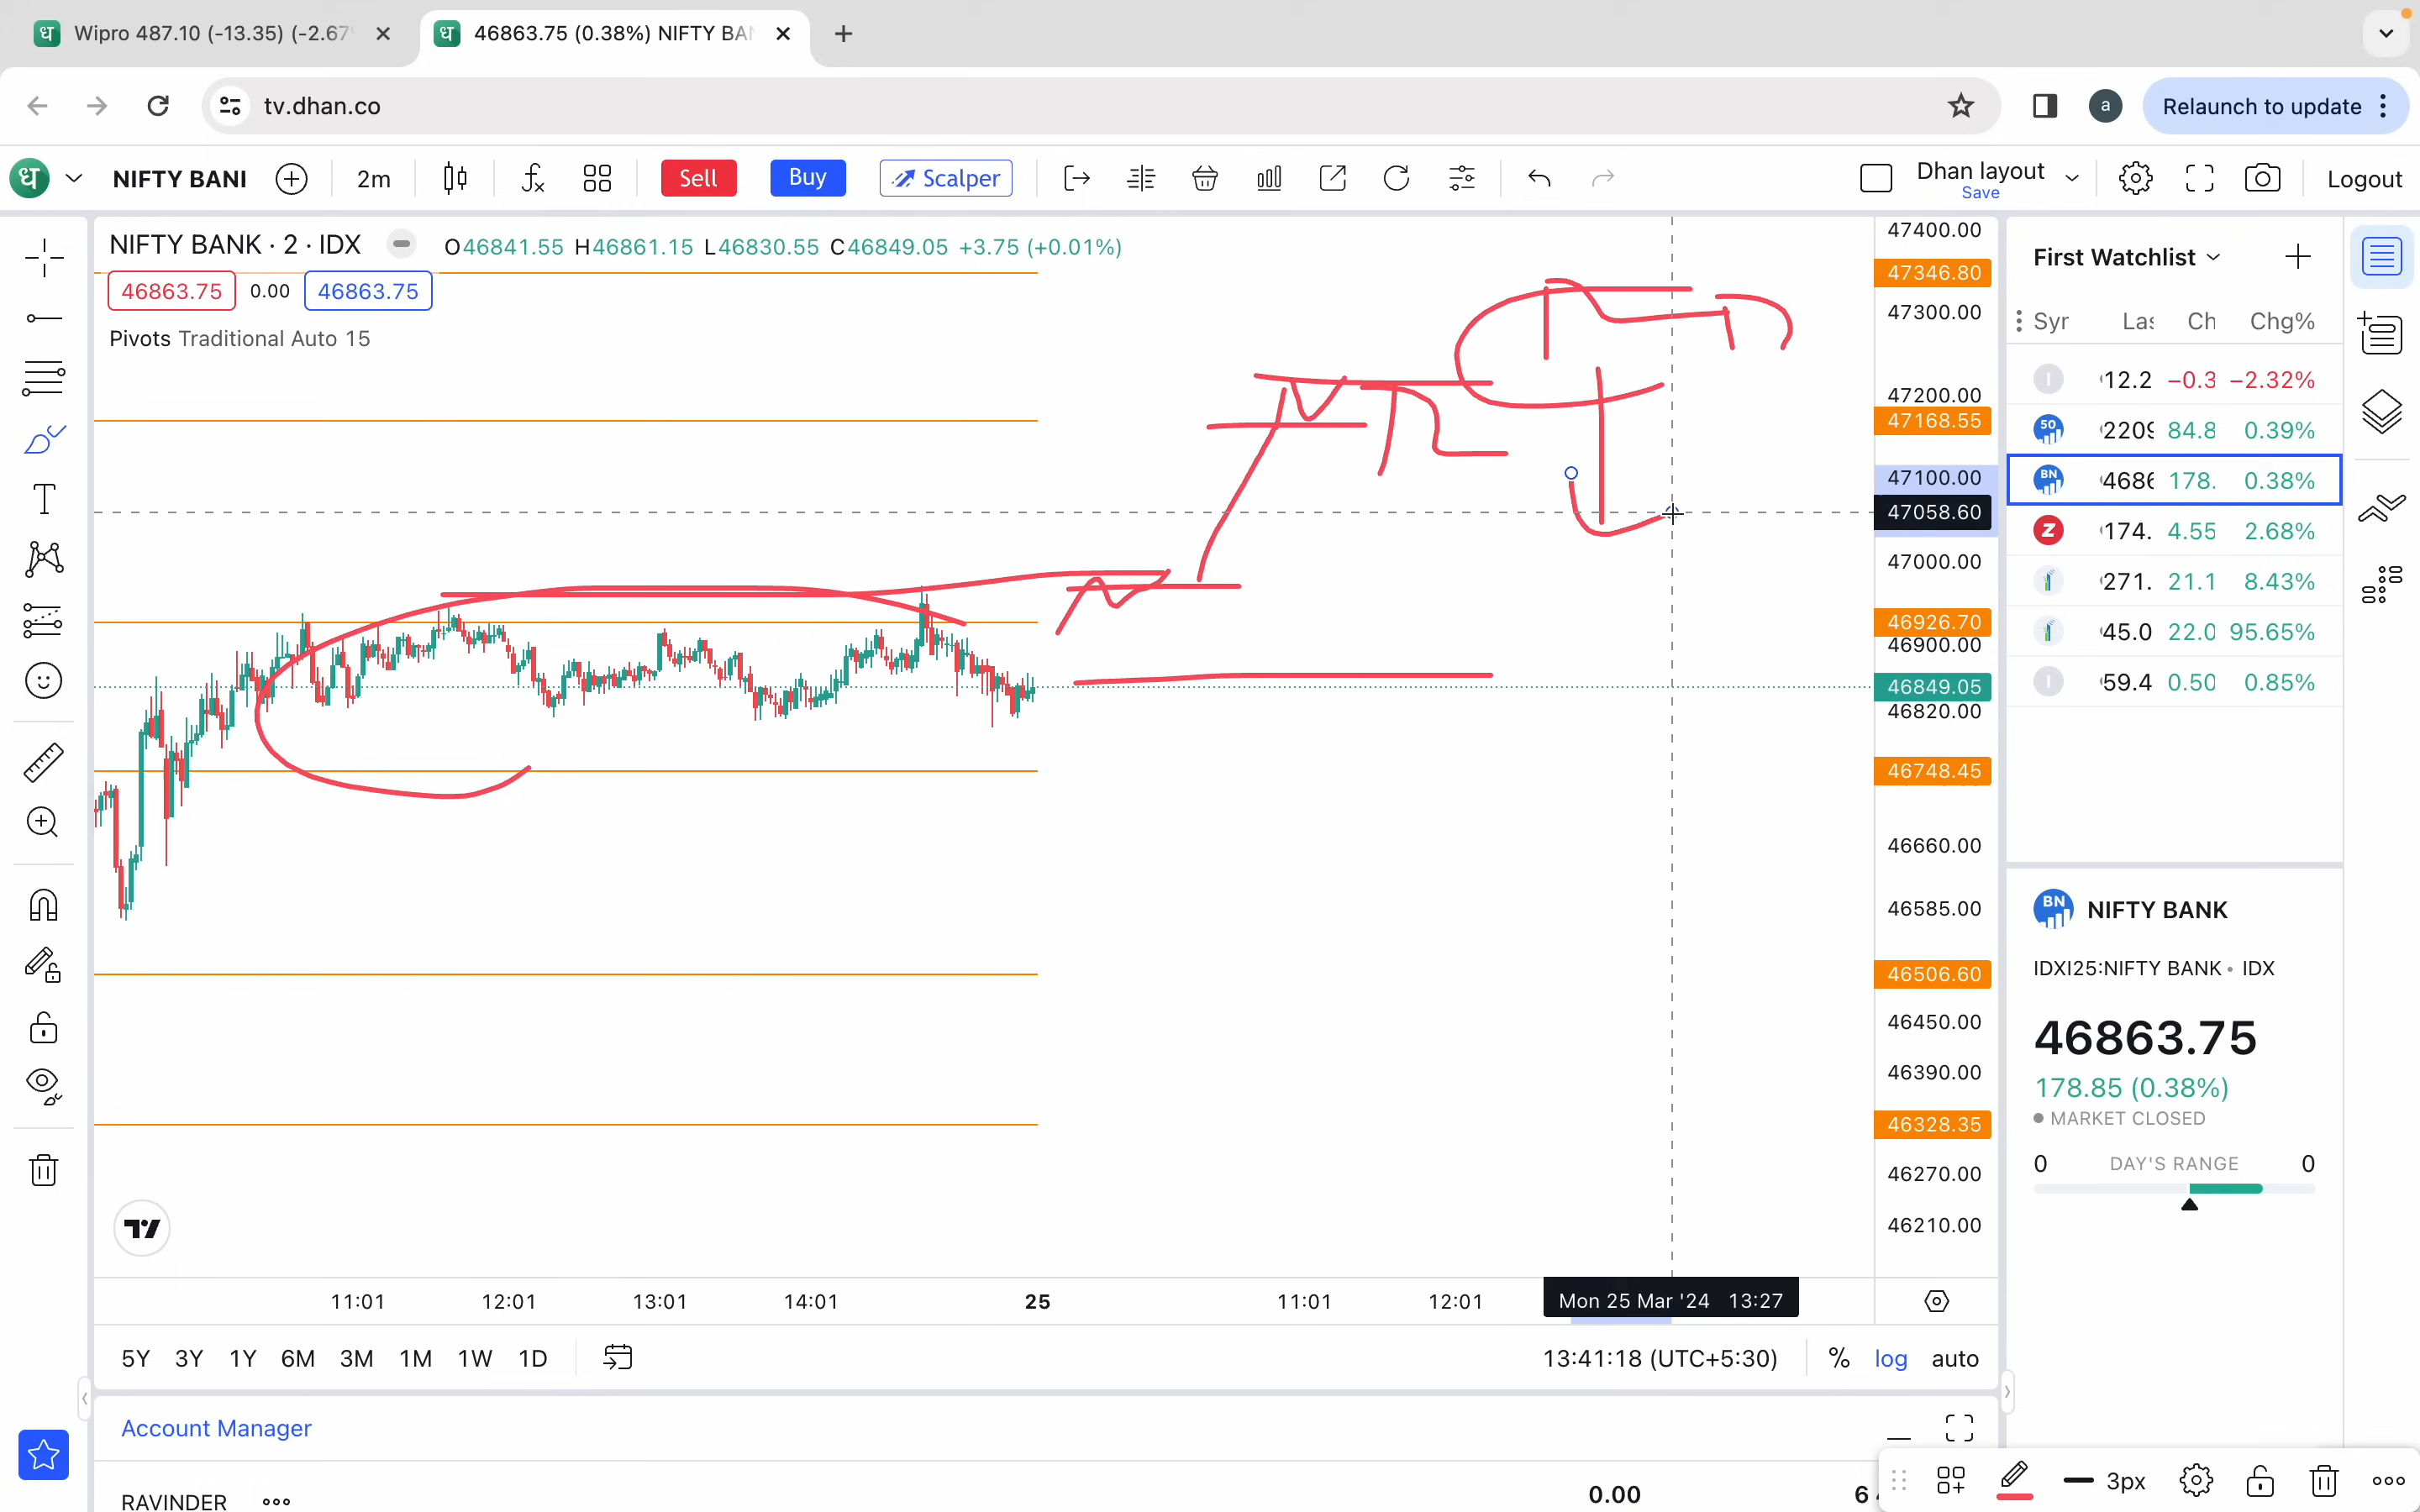 ध Wipro 487.10 (-13.35) (-2.67%
ध 46863.75 (0.38%) NIFTY BAN
tv.dhan.co
a
Relaunch to update
ध NIFTY BANI 2m Sell Buy Scalper Dhan layout Save Logout
NIFTY BANK · 2 · IDX O46841.55 H46861.15 L46830.55 C46849.05 +3.75 (+0.01%)
46863.75 0.00 46863.75
Pivots Traditional Auto 15
47400.00
47346.80
47300.00
47200.00
47168.55
47100.00
47058.60
47000.00
46926.70
46900.00
46849.05
46820.00
46748.45
46660.00
46585.00
46506.60
46450.00
46390.00
46328.35
46270.00
46210.00
11:01 12:01 13:01 14:01 25 11:01 12:01 Mon 25 Mar '24 13:27
5Y 3Y 1Y 6M 3M 1M 1W 1D 13:41:18 (UTC+5:30) % log auto
Account Manager
RAVINDER 0.00 6
First Watchlist
Syr Las Ch Chg%
12.2 −0.3 −2.32%
50 2209 84.8 0.39%
BN 4686 178. 0.38%
Z 174. 4.55 2.68%
271. 21.1 8.43%
45.0 22.0 95.65%
59.4 0.50 0.85%
BN NIFTY BANK
IDXI25:NIFTY BANK • IDX
46863.75
178.85 (0.38%)
MARKET CLOSED
0 DAY'S RANGE 0
3px